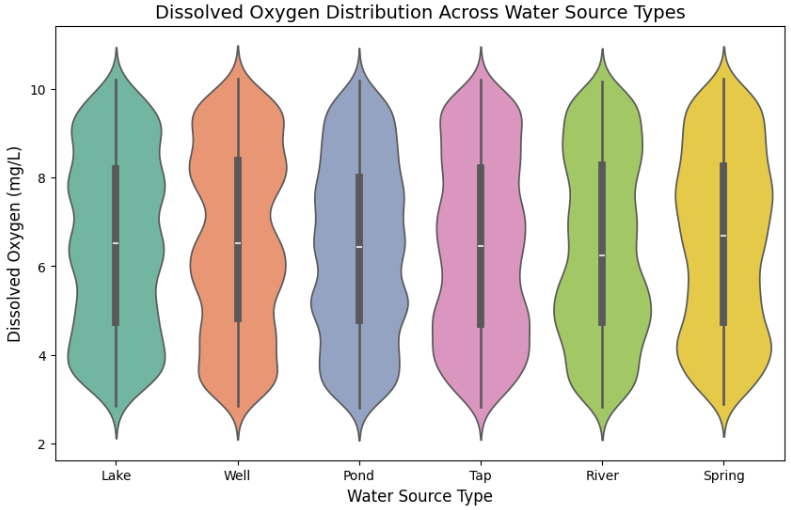 Dissolved Oxygen Distribution Across Water Source Types
Dissolved Oxygen (mg/L)
10
8
6
4
2
Lake Well Pond Tap River Spring
Water Source Type